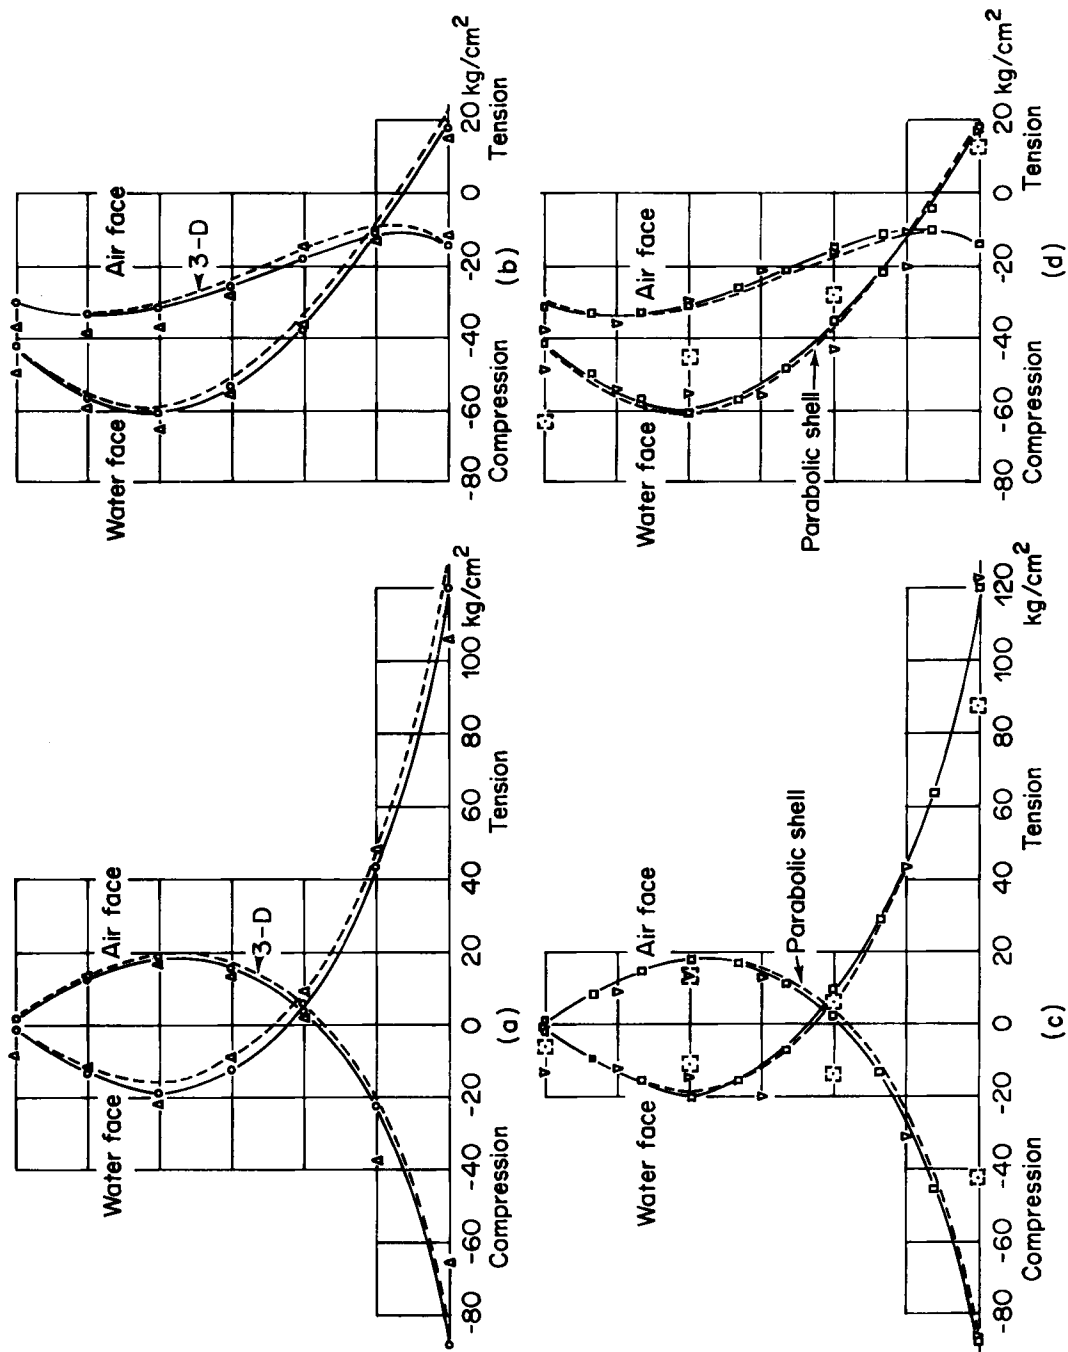 Water face
Air face
3-D
-80 -60 -40 -20 0 20 40 60 80 100 kg/cm²
Compression
Tension
(a)
Water face
Air face
3-D
-80 -60 -40 -20 0 20 kg/cm²
Compression
Tension
(b)
Water face
Air face
Parabolic shell
-80 -60 -40 -20 0 20 40 60 80 100 120
kg/cm²
Compression
Tension
(c)
Water face
Air face
Parabolic shell
-80 -60 -40 -20 0 20 kg/cm²
Compression
Tension
(d)